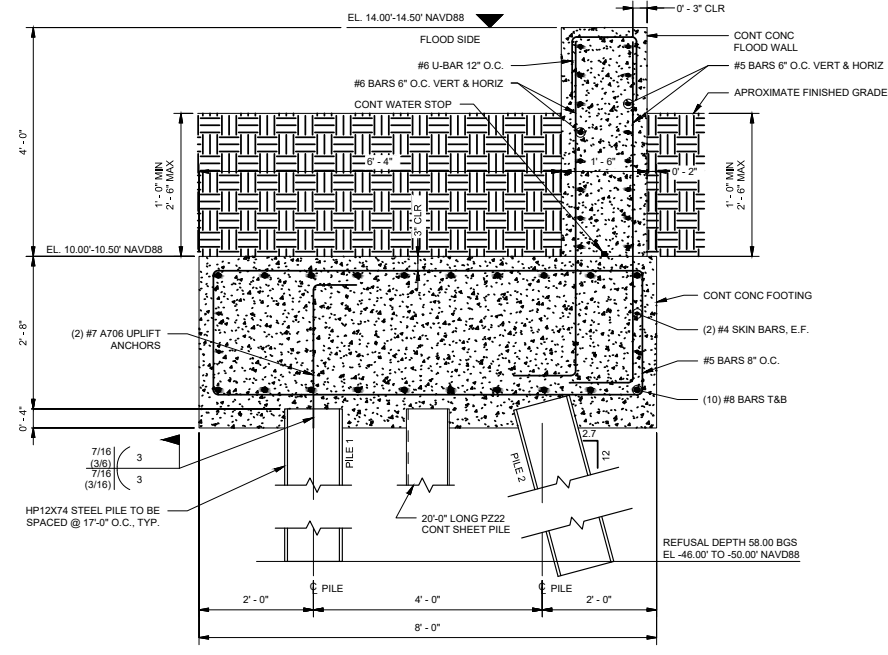 EL. 14.00'-14.50' NAVD88
FLOOD SIDE
0' - 3" CLR
CONT CONC
FLOOD WALL
#6 U-BAR 12" O.C.
#5 BARS 6" O.C. VERT & HORIZ
#6 BARS 6" O.C. VERT & HORIZ
APROXIMATE FINISHED GRADE
CONT WATER STOP
4' - 0"
1' - 0" MIN
2' - 6" MAX
6' - 4"
1' - 6"
0' - 2"
1' - 0" MIN
2' - 6" MAX
3" CLR
EL. 10.00'-10.50' NAVD88
CONT CONC FOOTING
2' - 8"
(2) #7 A706 UPLIFT
ANCHORS
(2) #4 SKIN BARS, E.F.
#5 BARS 8" O.C.
(10) #8 BARS T&B
0' - 4"
7/16
(3/6)
3
7/16
(3/16)
3
PILE 1
PILE 2
2.7
12
HP12X74 STEEL PILE TO BE
SPACED @ 17'-0" O.C., TYP.
20'-0" LONG PZ22
CONT SHEET PILE
REFUSAL DEPTH 58.00 BGS
EL -46.00' TO -50.00' NAVD88
℄ PILE
℄ PILE
2' - 0"
4' - 0"
2' - 0"
8' - 0"